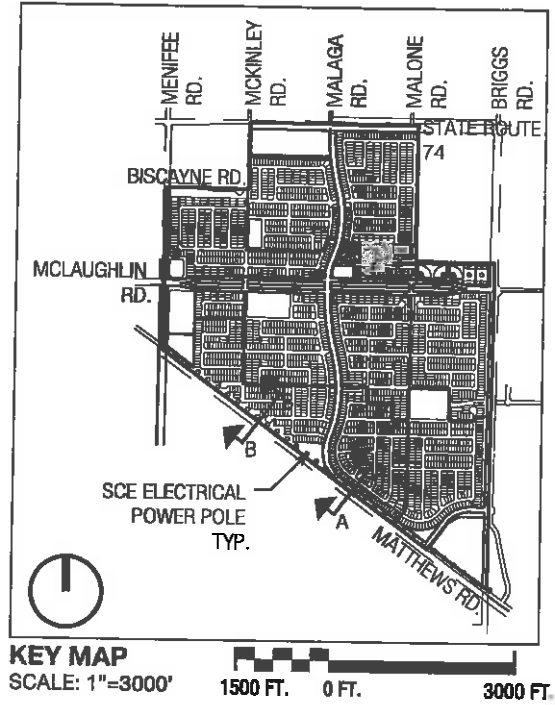 MENIFEE
RD.
MCKINLEY
RD.
MALAGA
RD.
MALONE
RD.
BRIGGS
RD.
STATE ROUTE
74
BISCAYNE RD.
MCLAUGHLIN
RD.
B
SCE ELECTRICAL
POWER POLE
TYP.
A
MATTHEWS RD.
KEY MAP
SCALE: 1"=3000'
1500 FT. 0 FT. 3000 FT.